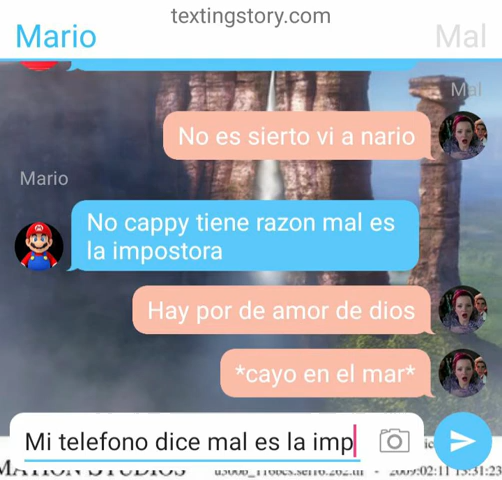 textingstory.com
Mario
Mal
Mal
No es sierto vi a nario
Mario
No cappy tiene razon mal es
la impostora
Hay por de amor de dios
*cayo en el mar*
Mi telefono dice mal es la imp